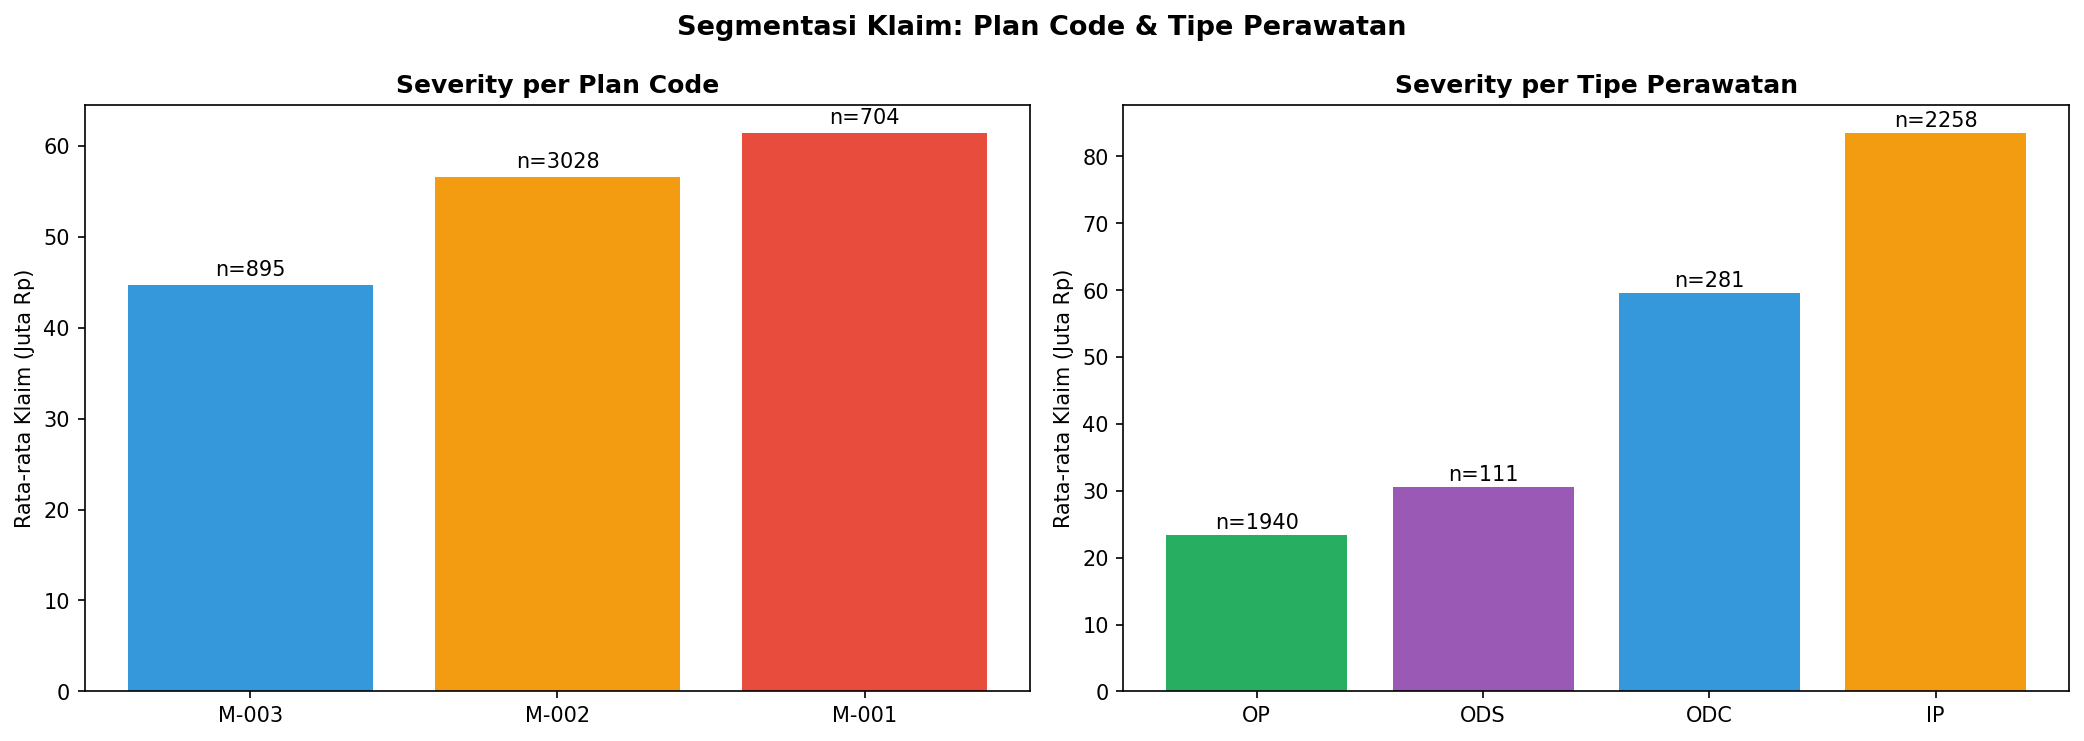 Segmentasi Klaim: Plan Code & Tipe Perawatan
Severity per Plan Code
Rata-rata Klaim (Juta Rp)
60
50
40
30
20
10
0
n=895
n=3028
n=704
M-003
M-002
M-001
Severity per Tipe Perawatan
Rata-rata Klaim (Juta Rp)
80
70
60
50
40
30
20
10
0
n=1940
n=111
n=281
n=2258
OP
ODS
ODC
IP